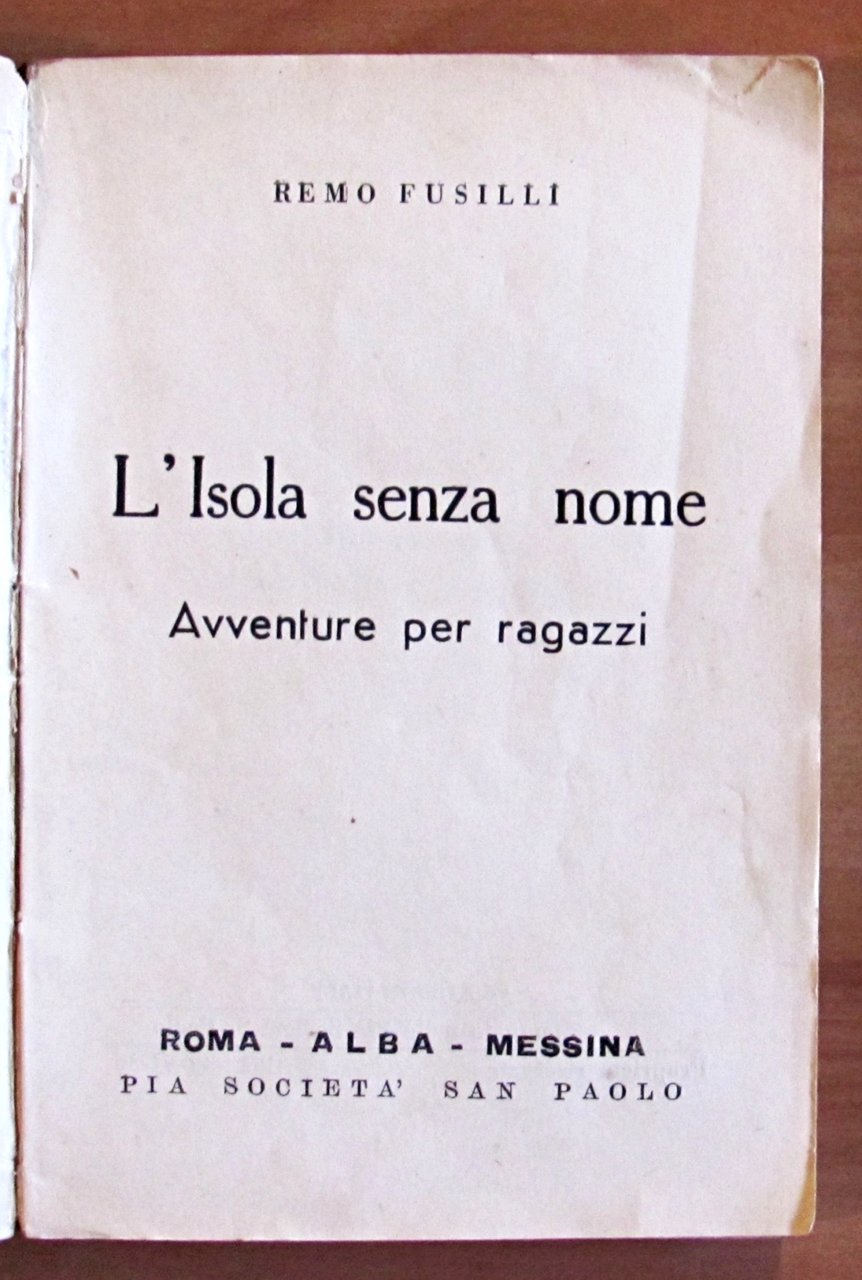 REMO FUSILLI
L'Isola senza nome
Avventure per ragazzi
ROMA - ALBA - MESSINA
PIA SOCIETA' SAN PAOLO